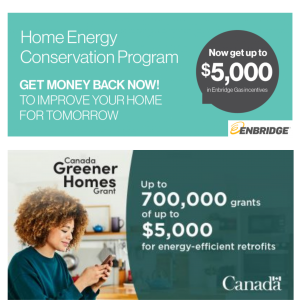 Home Energy
Conservation Program
GET MONEY BACK NOW!
TO IMPROVE YOUR HOME
FOR TOMORROW
Now get up to
$5,000
in Enbridge Gas incentives
ENBRIDGE
Canada
Greener
Homes
Grant
Up to
700,000 grants
of up to
$5,000
for energy-efficient retrofits
Canada